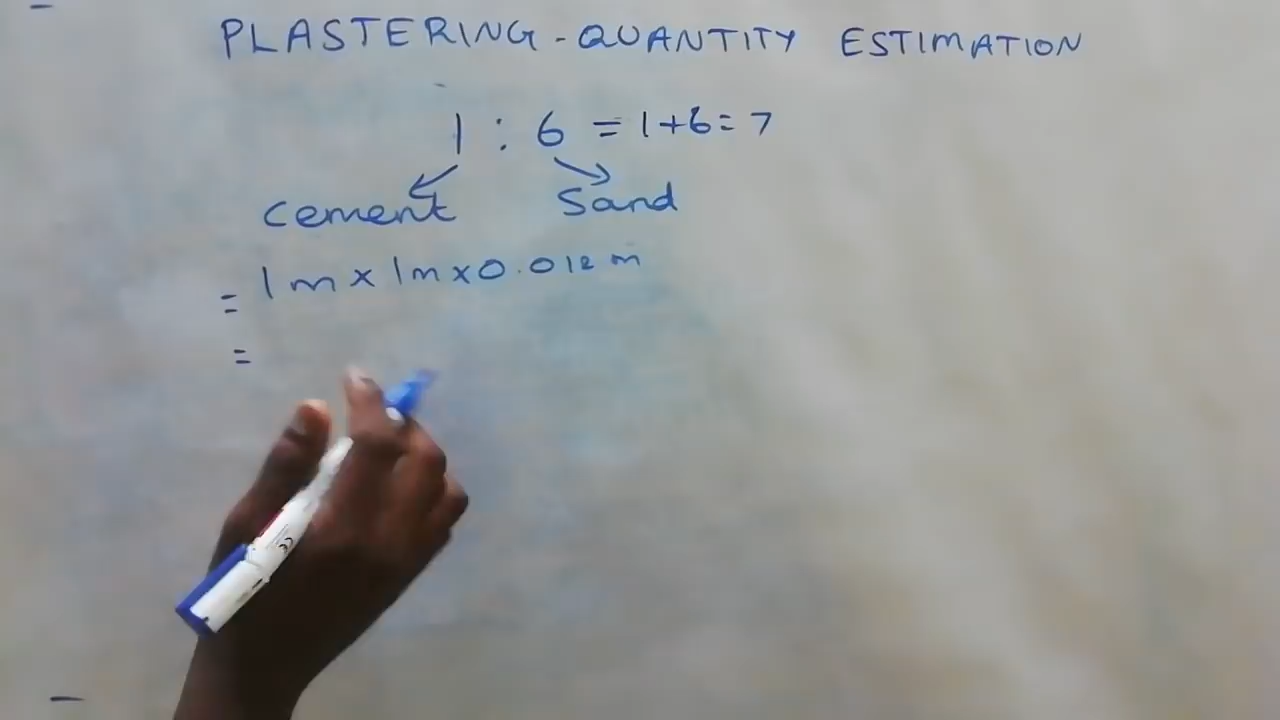 PLASTERING - QUANTITY ESTIMATION
1 : 6 = 1+6=7
cement Sand
= 1m x 1m x 0.012 m
=